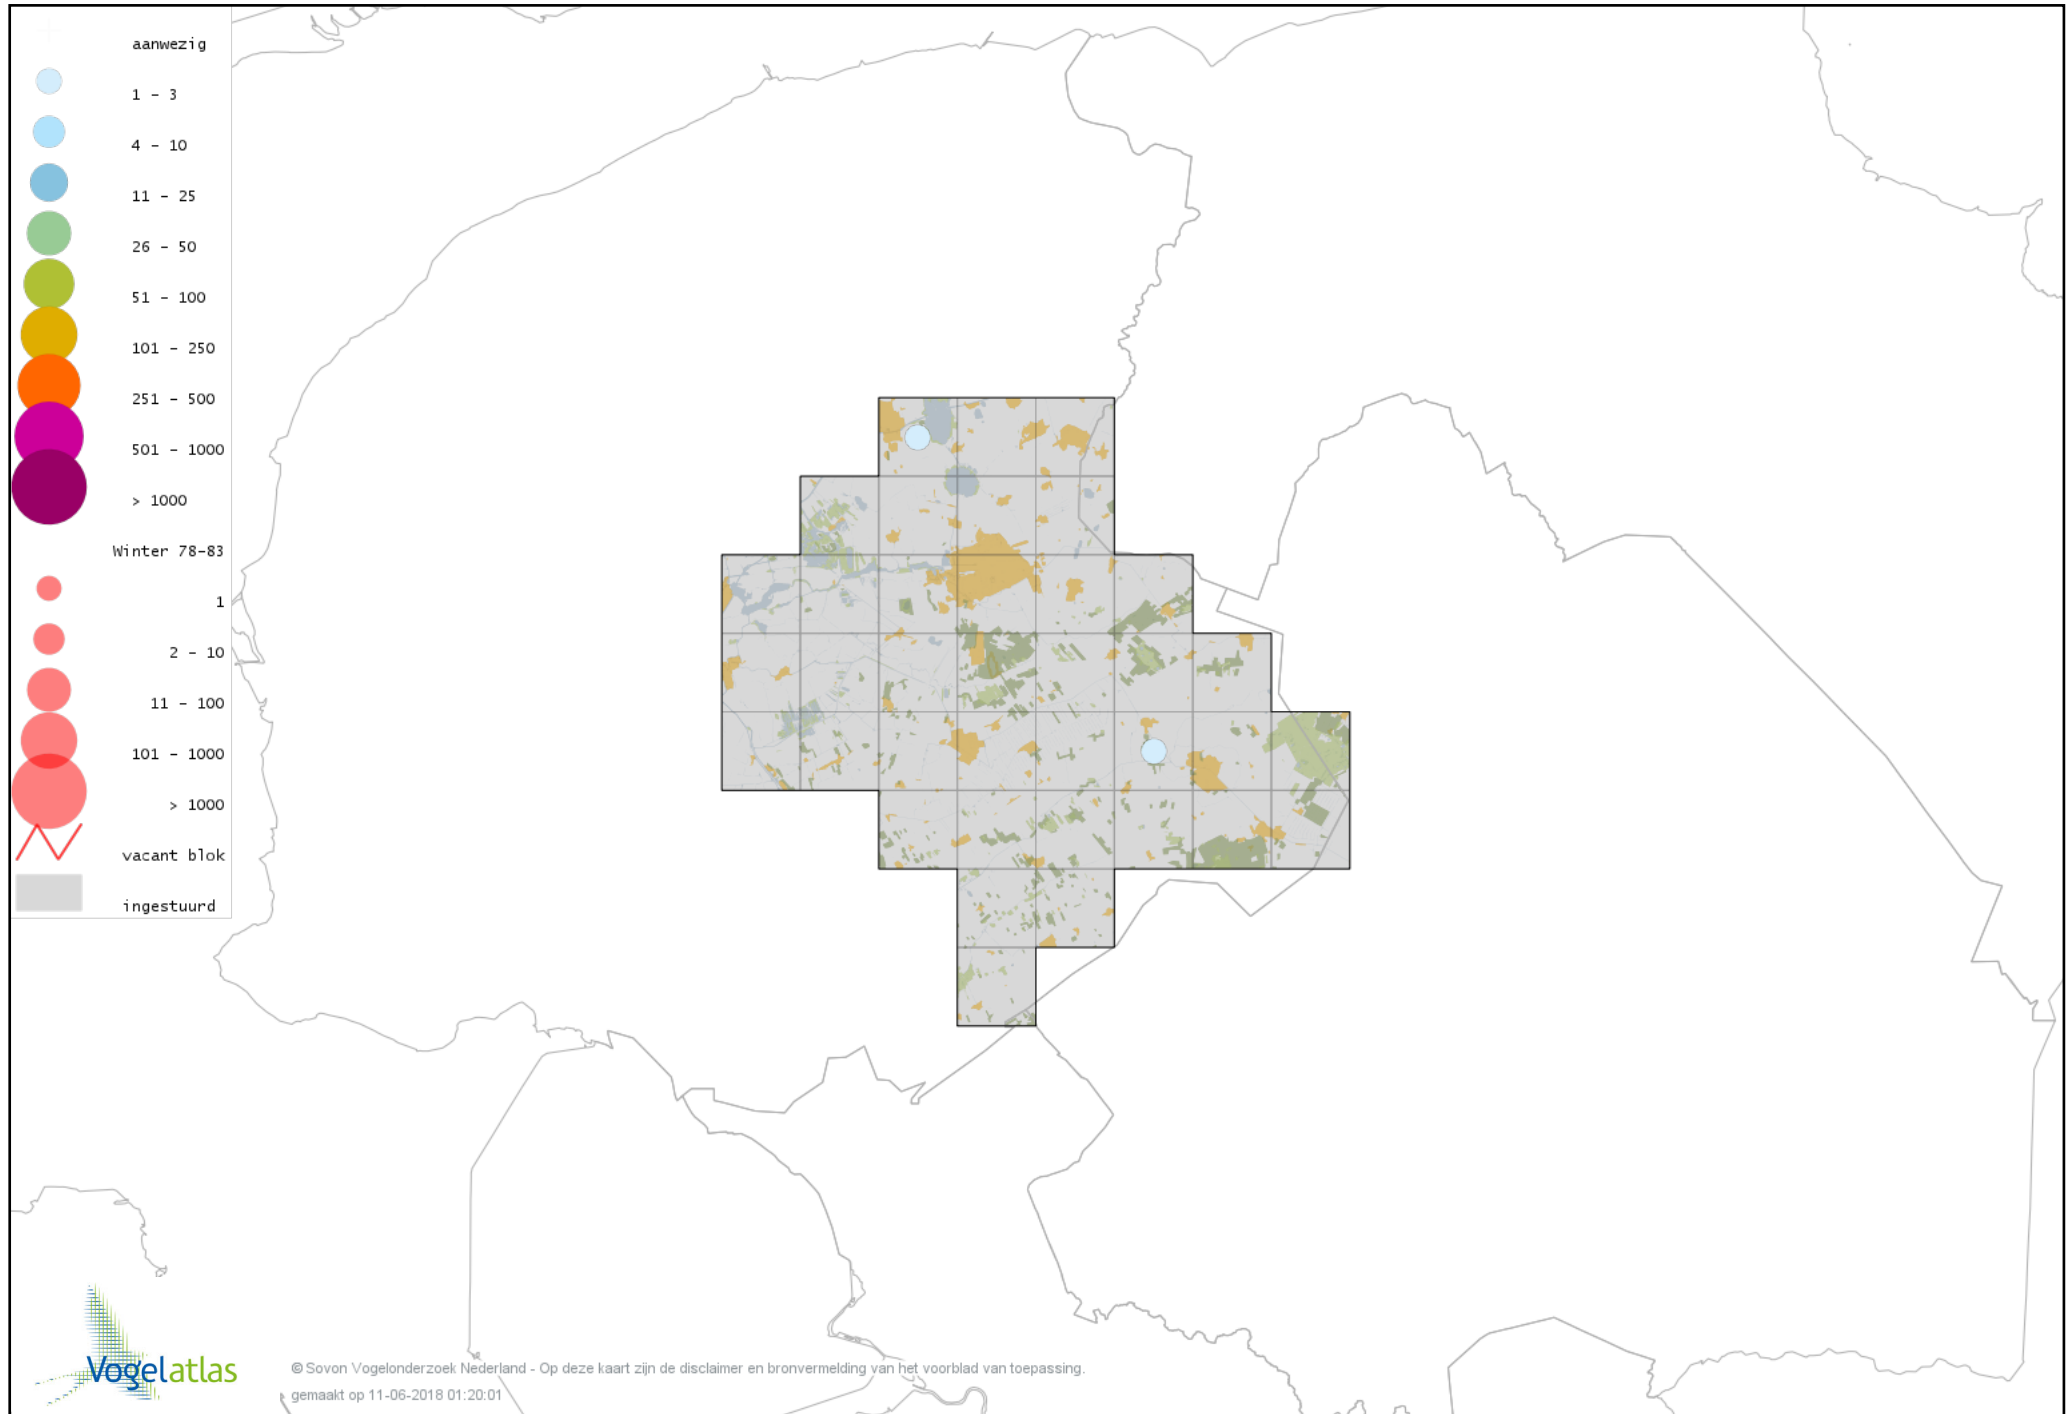 aanwezig
1 - 3
4 - 10
11 - 25
26 - 50
51 - 100
101 - 250
251 - 500
501 - 1000
> 1000
Winter 78-83
1
2 - 10
11 - 100
101 - 1000
> 1000
vacant blok
ingestuurd
Vogelatlas
© Sovon Vogelonderzoek Nederland - Op deze kaart zijn de disclaimer en bronvermelding van het voorblad van toepassing.
gemaakt op 11-06-2018 01:20:01